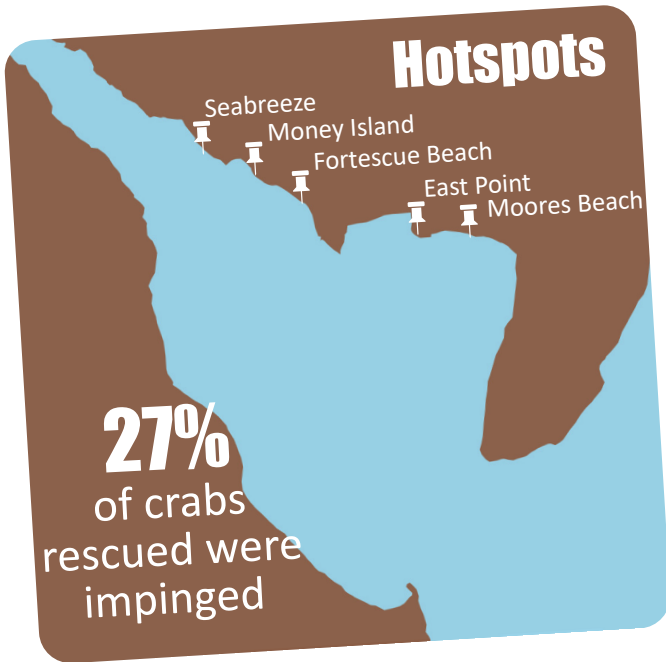 Hotspots
Seabreeze
Money Island
Fortescue Beach
East Point
Moores Beach
27%
of crabs
rescued were
impinged